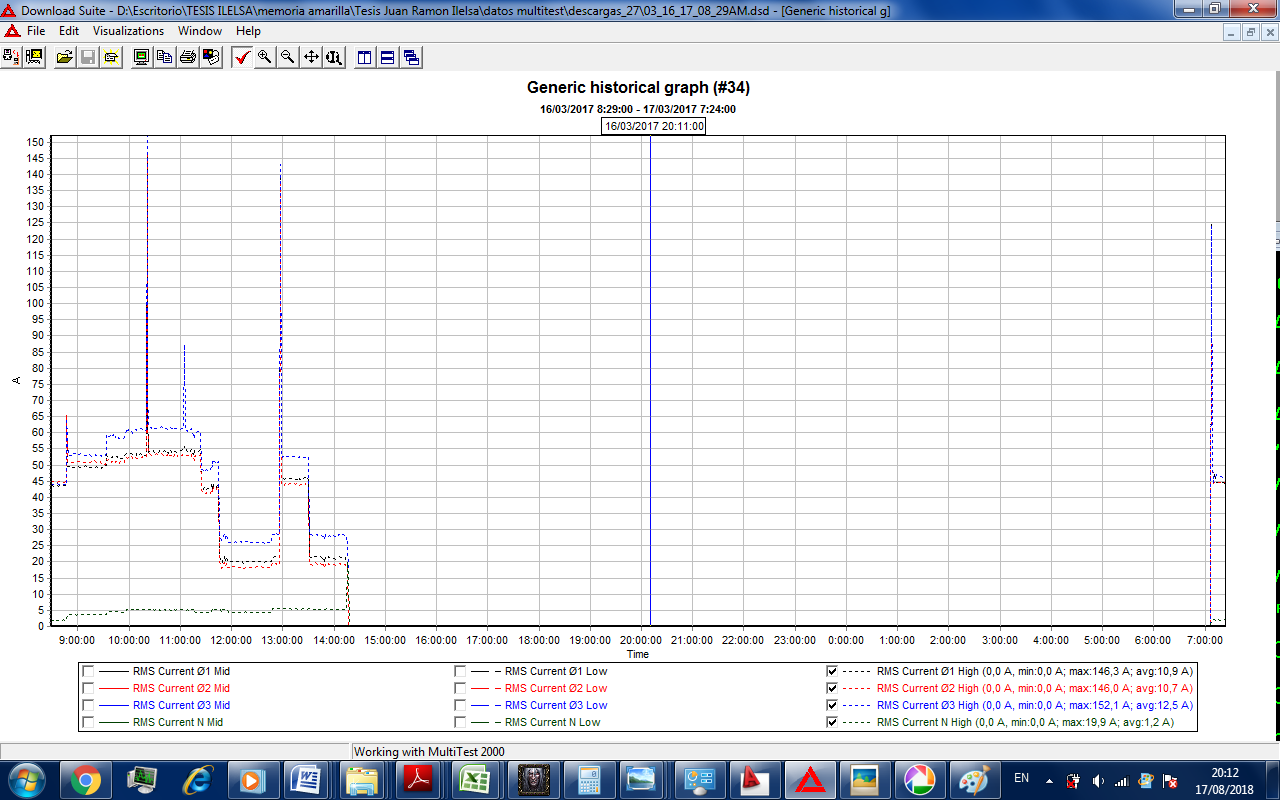 Download Suite - D:\Escritorio\TESIS ILELSA\memoria amarilla\Tesis Juan Ramon Ilelsa\datos multitest\descargas_27\03_16_17_08_29AM.dsd - [Generic historical g]
File Edit Visualizations Window Help
Generic historical graph (#34)
16/03/2017 8:29:00 - 17/03/2017 7:24:00
16/03/2017 20:11:00
150
145
140
135
130
125
120
115
110
105
100
95
90
85
80
75
70
65
60
55
50
45
40
35
30
25
20
15
10
5
0
A
9:00:00 10:00:00 11:00:00 12:00:00 13:00:00 14:00:00 15:00:00 16:00:00 17:00:00 18:00:00 19:00:00 20:00:00 21:00:00 22:00:00 23:00:00 0:00:00 1:00:00 2:00:00 3:00:00 4:00:00 5:00:00 6:00:00 7:00:00
Time
RMS Current Ø1 Mid RMS Current Ø1 Low RMS Current Ø1 High (0,0 A, min:0,0 A; max:146,3 A; avg:10,9 A)
RMS Current Ø2 Mid RMS Current Ø2 Low RMS Current Ø2 High (0,0 A, min:0,0 A; max:146,0 A; avg:10,7 A)
RMS Current Ø3 Mid RMS Current Ø3 Low RMS Current Ø3 High (0,0 A, min:0,0 A; max:152,1 A; avg:12,5 A)
RMS Current N Mid RMS Current N Low RMS Current N High (0,0 A, min:0,0 A; max:19,9 A; avg:1,2 A)
Working with MultiTest 2000
EN 20:12
17/08/2018